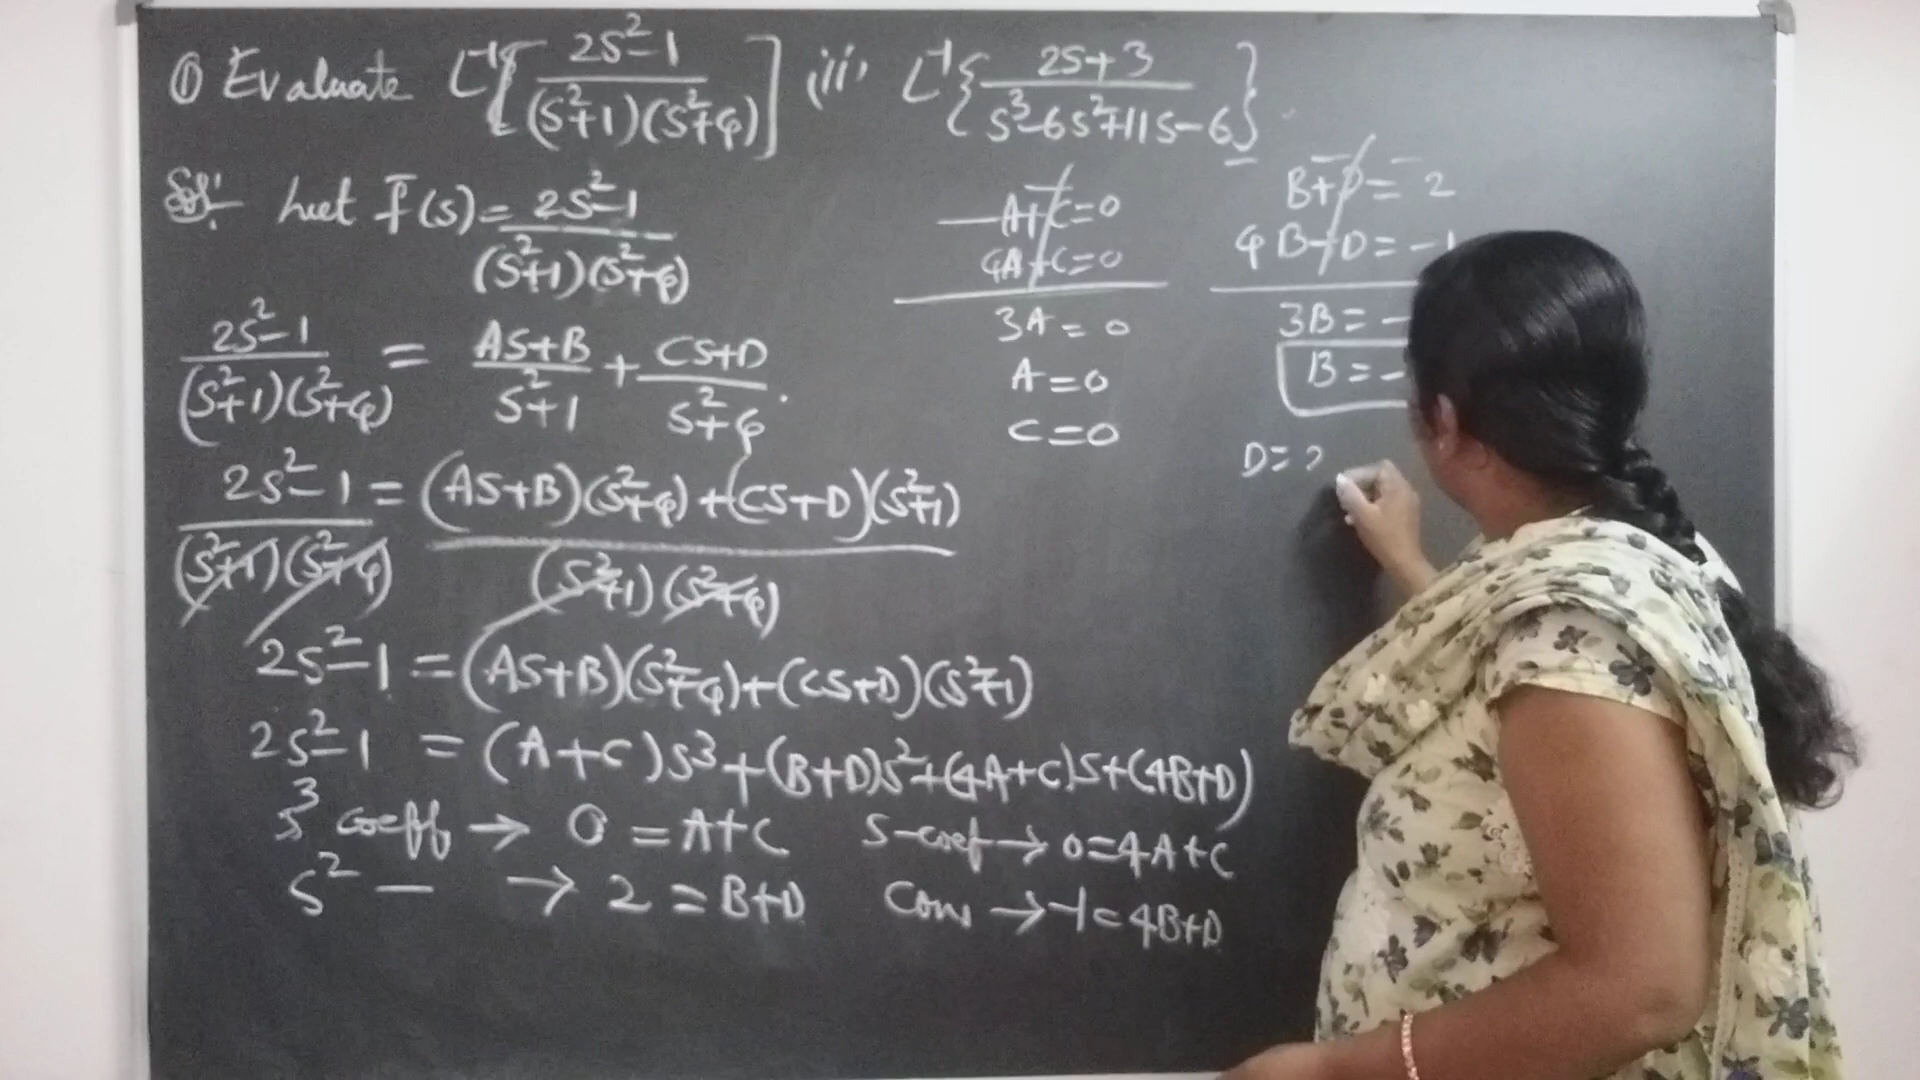 ① Evaluate L⁻¹[(2s²-1)/((s²+1)(s²+4))] (ii) L⁻¹{(2s+3)/(s³-6s²+11s-6)}
Sol:- Let F̄(s) = (2s²-1)/((s²+1)(s²+4))
(2s²-1)/((s²+1)(s²+4)) = (As+B)/(s²+1) + (Cs+D)/(s²+4).
(2s²-1)/((s²+1)(s²+4)) = ((As+B)(s²+4)+(Cs+D)(s²+1))/((s²+1)(s²+4))
2s²-1 = (As+B)(s²+4)+(Cs+D)(s²+1)
2s²-1 = (A+C)s³+(B+D)s²+(4A+C)s+(4B+D)
s³ coeff → 0 = A+C s-coef → 0=4A+C
s² — → 2 = B+D Cons → -1=4B+D
A+C=0
4A+C=0
3A = 0
A = 0
C = 0
B+D = 2
4B+D = -1
3B = -
B = -
D = 2